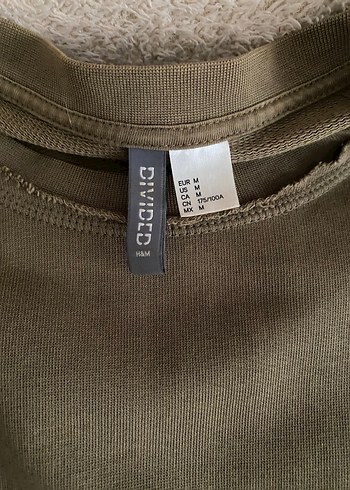 DIVIDED
H&M
EUR M
US M
CA M
CN 175/100A
MX M